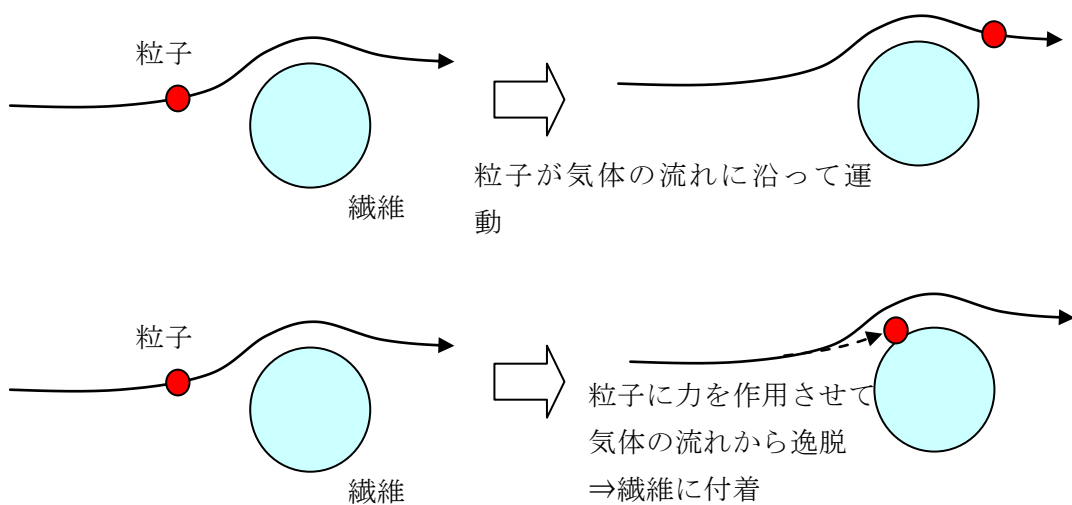 粒子
繊維
粒子が気体の流れに沿って運
動
粒子
繊維
粒子に力を作用させて
気体の流れから逸脱
⇒繊維に付着